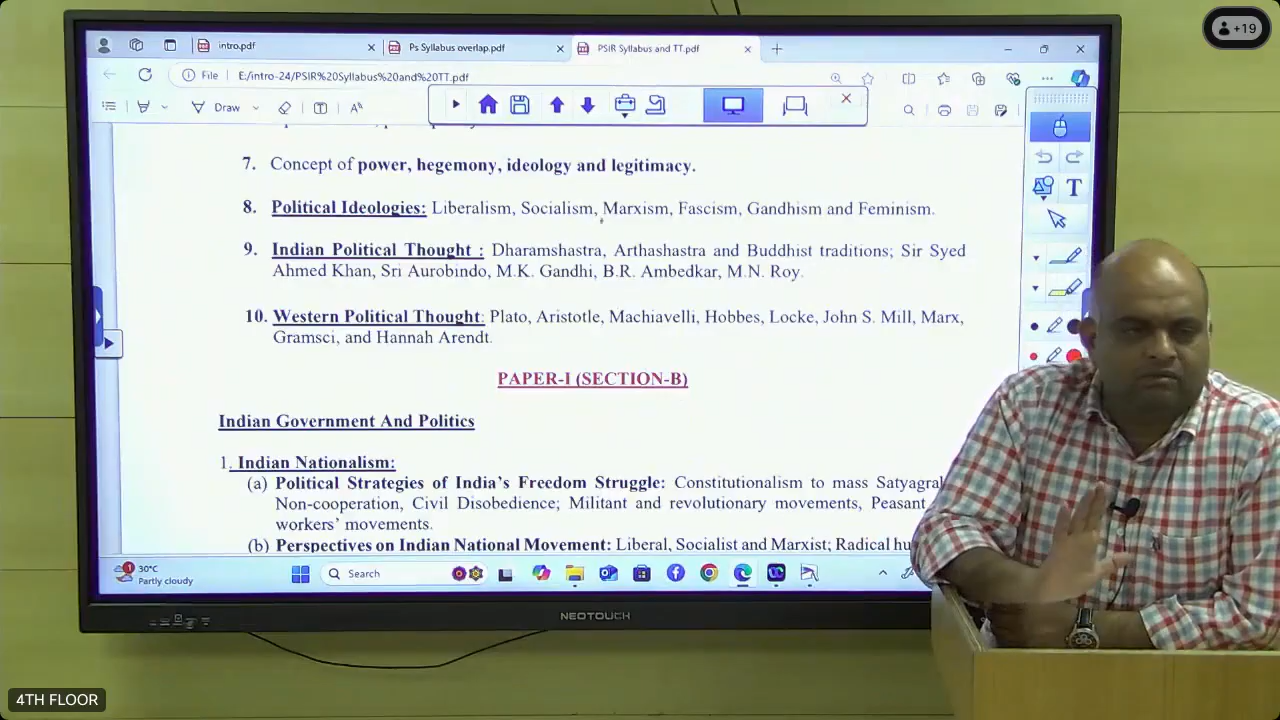 +19
intro.pdf
Ps Syllabus overlap.pdf
PSIR Syllabus and TT.pdf
File
E:/intro-24/PSIR%20Syllabus%20and%20TT.pdf
Draw
7. Concept of power, hegemony, ideology and legitimacy.
8. Political Ideologies: Liberalism, Socialism, Marxism, Fascism, Gandhism and Feminism.
9. Indian Political Thought : Dharamshastra, Arthashastra and Buddhist traditions; Sir Syed
Ahmed Khan, Sri Aurobindo, M.K. Gandhi, B.R. Ambedkar, M.N. Roy.
10. Western Political Thought: Plato, Aristotle, Machiavelli, Hobbes, Locke, John S. Mill, Marx,
Gramsci, and Hannah Arendt.
PAPER-I (SECTION-B)
Indian Government And Politics
1. Indian Nationalism:
(a) Political Strategies of India's Freedom Struggle: Constitutionalism to mass Satyagrah
Non-cooperation, Civil Disobedience; Militant and revolutionary movements, Peasant
workers' movements.
(b) Perspectives on Indian National Movement: Liberal, Socialist and Marxist; Radical hu
1
30°C
Partly cloudy
Search
NEOTOUCH
4TH FLOOR